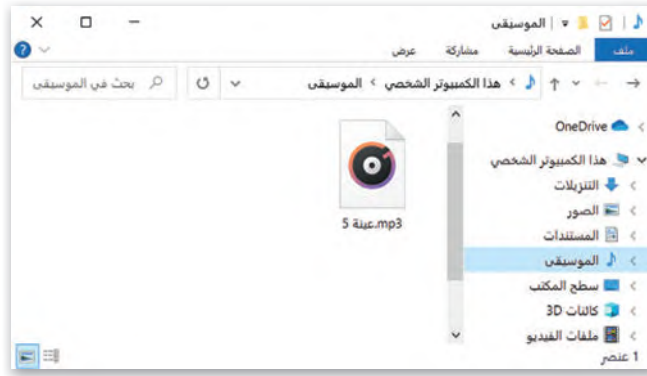 الموسيقى
ملف
الصفحة الرئيسية
مشاركة
عرض
هذا الكمبيوتر الشخصي
الموسيقى
بحث في الموسيقى
OneDrive
هذا الكمبيوتر الشخصي
التنزيلات
الصور
المستندات
الموسيقى
سطح المكتب
كائنات 3D
ملفات الفيديو
عينة 5.mp3
1 عنصر